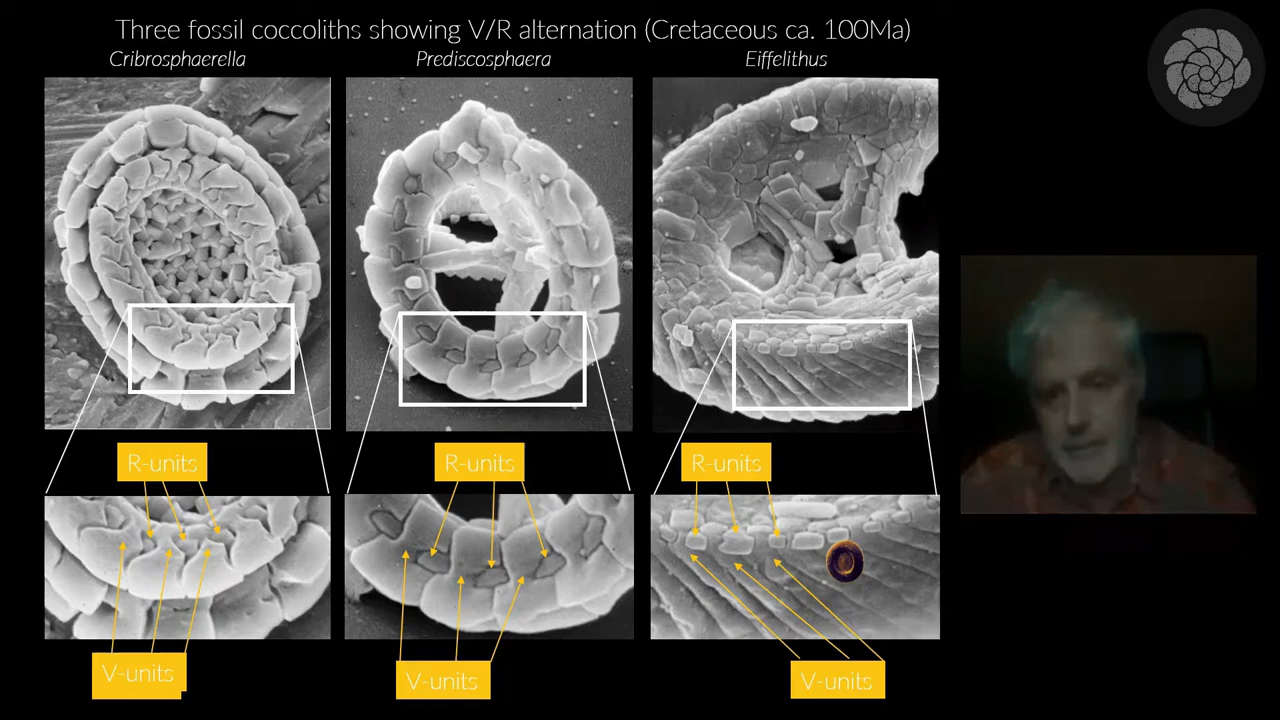 Three fossil coccoliths showing V/R alternation (Cretaceous ca. 100Ma)
Cribrosphaerella
Prediscosphaera
Eiffelithus
R-units
R-units
R-units
V-units
V-units
V-units